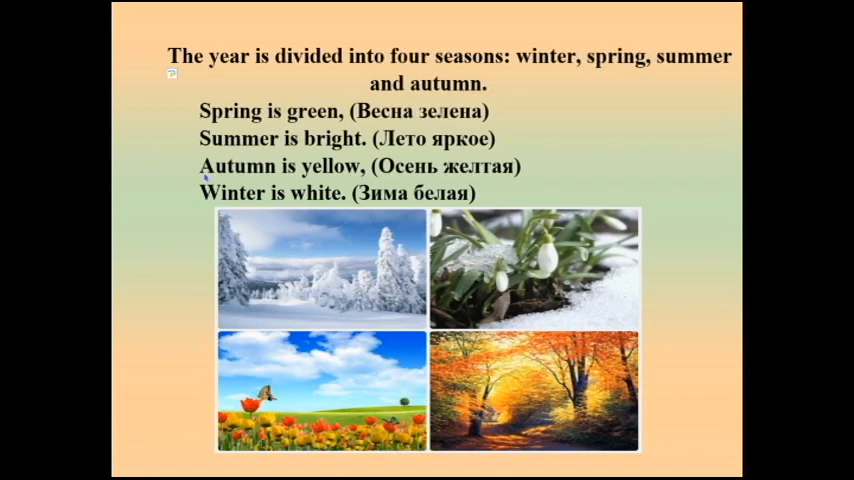 The year is divided into four seasons: winter, spring, summer
and autumn.
Spring is green, (Весна зелена)
Summer is bright. (Лето яркое)
Autumn is yellow, (Осень желтая)
Winter is white. (Зима белая)